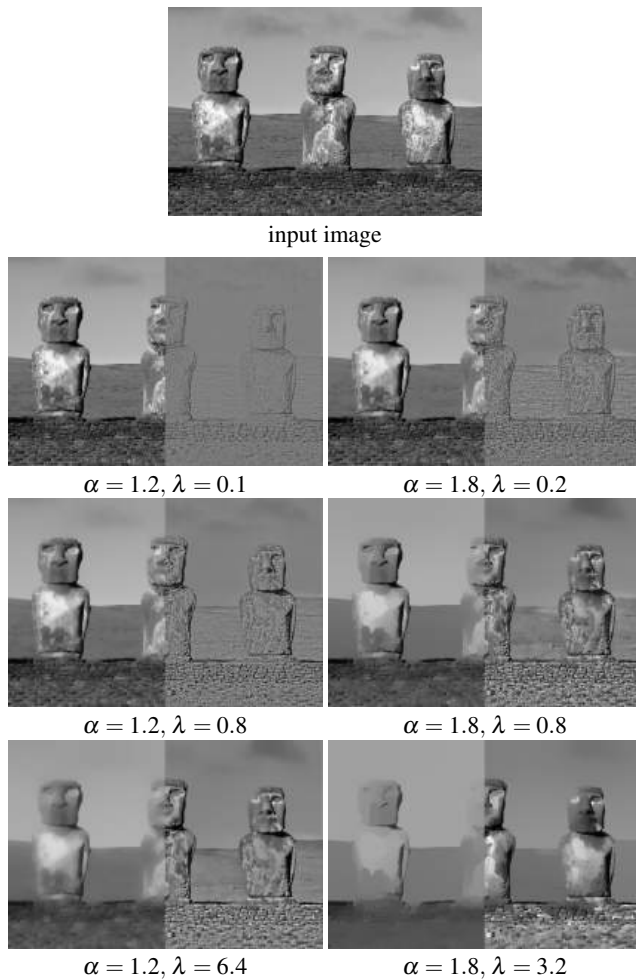 input image
α = 1.2, λ = 0.1
α = 1.8, λ = 0.2
α = 1.2, λ = 0.8
α = 1.8, λ = 0.8
α = 1.2, λ = 6.4
α = 1.8, λ = 3.2